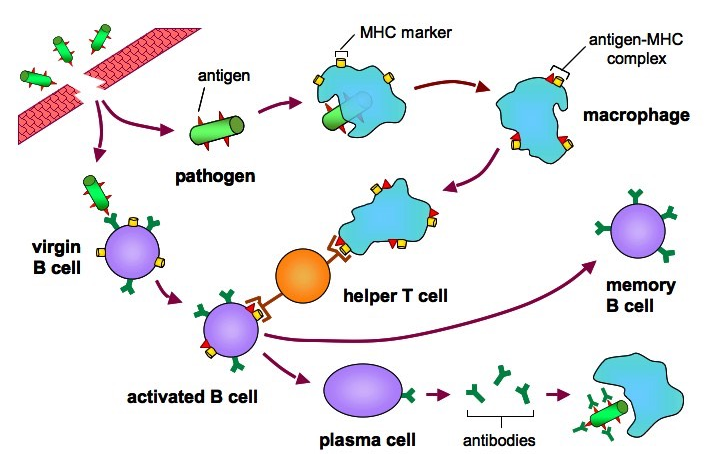 MHC marker
antigen-MHC
complex
antigen
macrophage
pathogen
virgin
B cell
helper T cell
memory
B cell
activated B cell
plasma cell
antibodies